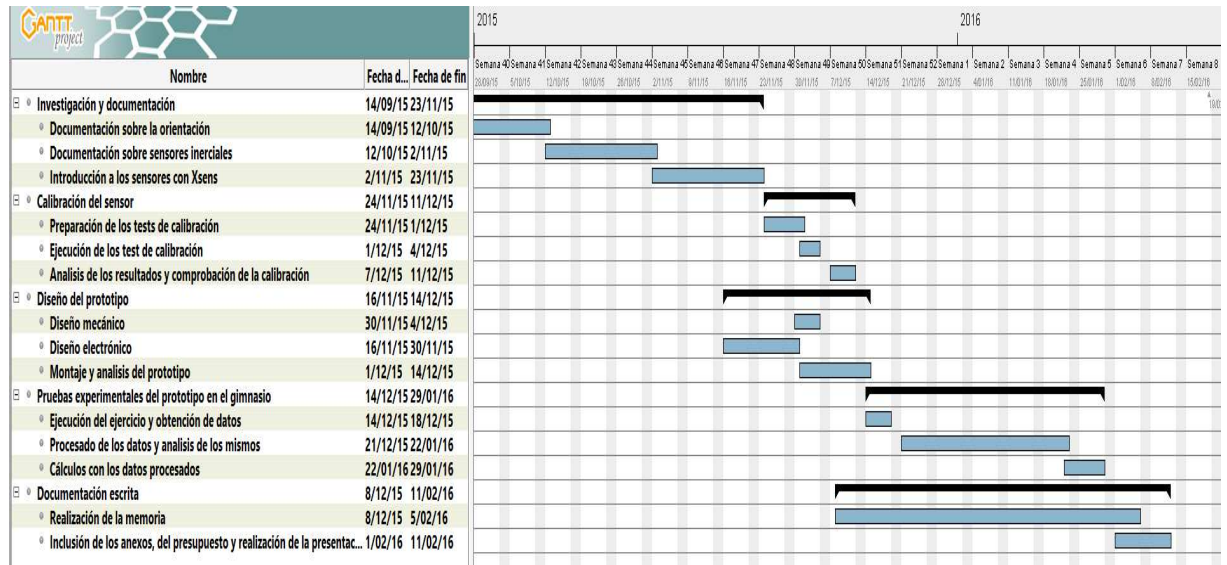 GANTT
project
2015
2016
Nombre Fecha d... Fecha de fin
Semana 40 Semana 41 Semana 42 Semana 43 Semana 44 Semana 45 Semana 46 Semana 47 Semana 48 Semana 49 Semana 50 Semana 51 Semana 52 Semana 1 Semana 2 Semana 3 Semana 4 Semana 5 Semana 6 Semana 7 Semana 8
28/09/15 5/10/15 12/10/15 19/10/15 26/10/15 2/11/15 9/11/15 16/11/15 23/11/15 30/11/15 7/12/15 14/12/15 21/12/15 28/12/15 4/01/16 11/01/16 18/01/16 25/01/16 1/02/16 8/02/16 15/02/16
Investigación y documentación 14/09/15 23/11/15
Documentación sobre la orientación 14/09/15 12/10/15
Documentación sobre sensores inerciales 12/10/15 2/11/15
Introducción a los sensores con Xsens 2/11/15 23/11/15
Calibración del sensor 24/11/15 11/12/15
Preparación de los tests de calibración 24/11/15 1/12/15
Ejecución de los test de calibración 1/12/15 4/12/15
Analisis de los resultados y comprobación de la calibración 7/12/15 11/12/15
Diseño del prototipo 16/11/15 14/12/15
Diseño mecánico 30/11/15 4/12/15
Diseño electrónico 16/11/15 30/11/15
Montaje y analisis del prototipo 1/12/15 14/12/15
Pruebas experimentales del prototipo en el gimnasio 14/12/15 29/01/16
Ejecución del ejercicio y obtención de datos 14/12/15 18/12/15
Procesado de los datos y analisis de los mismos 21/12/15 22/01/16
Cálculos con los datos procesados 22/01/16 29/01/16
Documentación escrita 8/12/15 11/02/16
Realización de la memoria 8/12/15 5/02/16
Inclusión de los anexos, del presupuesto y realización de la presentac... 1/02/16 11/02/16